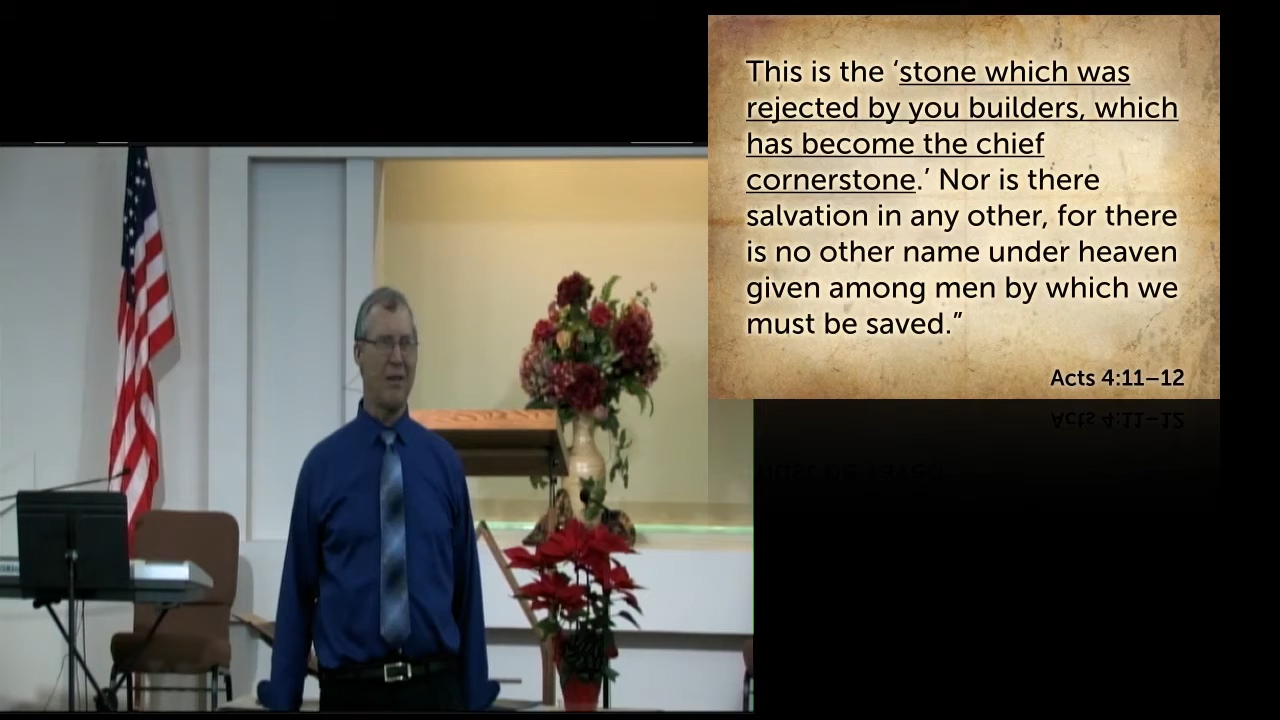 This is the ‘stone which was
rejected by you builders, which
has become the chief
cornerstone.’ Nor is there
salvation in any other, for there
is no other name under heaven
given among men by which we
must be saved.”
Acts 4:11–12